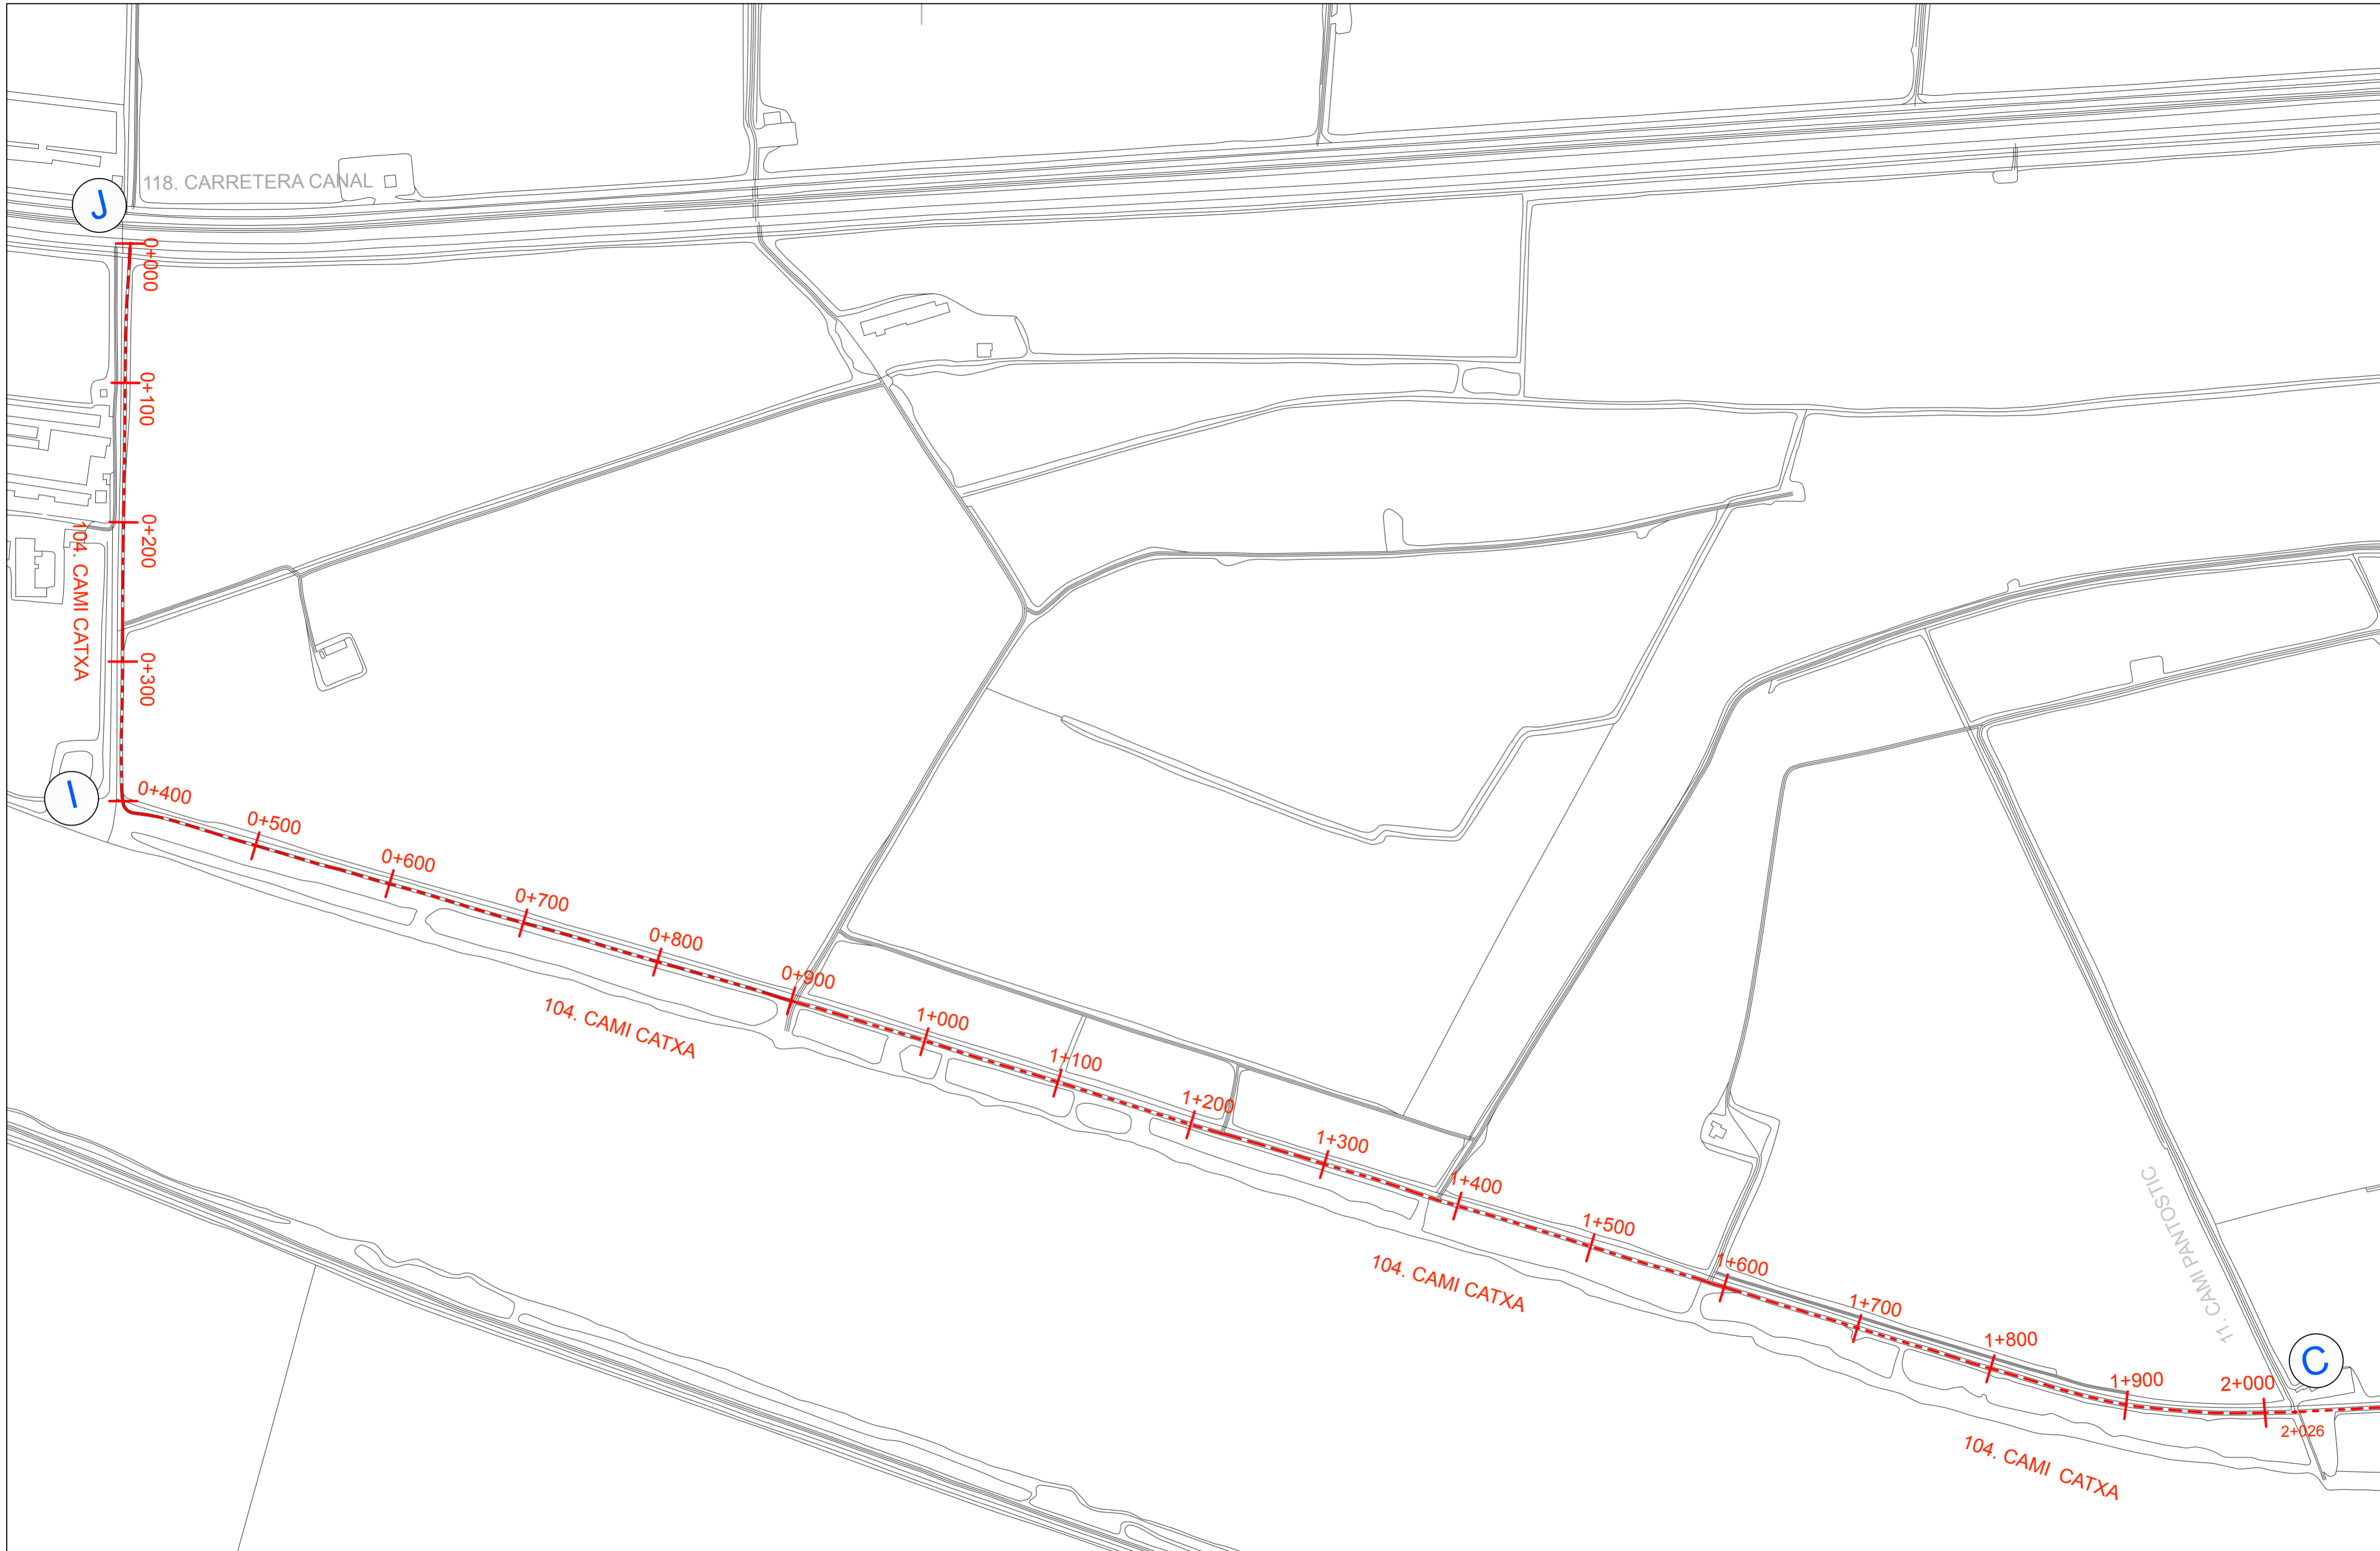 118. CARRETERA CANAL
J
0+000
0+100
0+200
104. CAMI CATXA
0+300
I
0+400
0+500
0+600
0+700
0+800
0+900
104. CAMI CATXA
1+000
1+100
1+200
1+300
1+400
104. CAMI CATXA
1+500
1+600
1+700
1+800
11. CAMI PANTOSTIC
C
1+900
2+000
2+026
104. CAMI CATXA